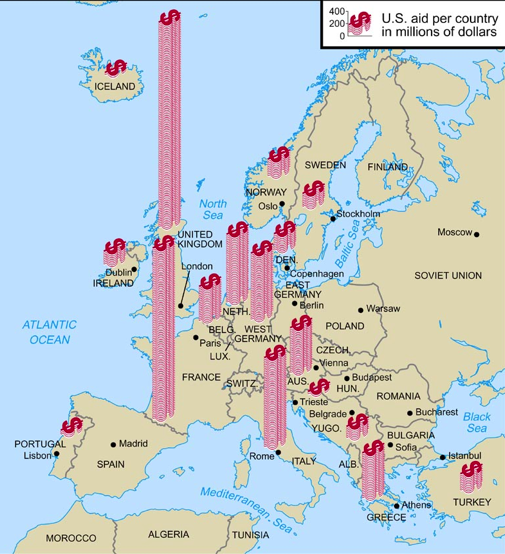 400
200
0
U.S. aid per country
in millions of dollars
$
ICELAND
SWEDEN
FINLAND
NORWAY
Oslo
Stockholm
North
Sea
Baltic Sea
Moscow
UNITED
KINGDOM
DEN.
Copenhagen
Dublin
IRELAND
London
SOVIET UNION
EAST
GERMANY
Berlin
NETH.
Warsaw
ATLANTIC
OCEAN
BELG.
WEST
GERMANY
POLAND
Paris
LUX.
CZECH.
Vienna
FRANCE
SWITZ.
AUS.
Budapest
HUN.
ROMANIA
Trieste
Belgrade
Bucharest
Black
Sea
YUGO.
BULGARIA
Sofia
PORTUGAL
Madrid
Lisbon
SPAIN
Rome
ITALY
ALB.
Istanbul
Mediterranean Sea
TURKEY
Athens
GREECE
MOROCCO
ALGERIA
TUNISIA